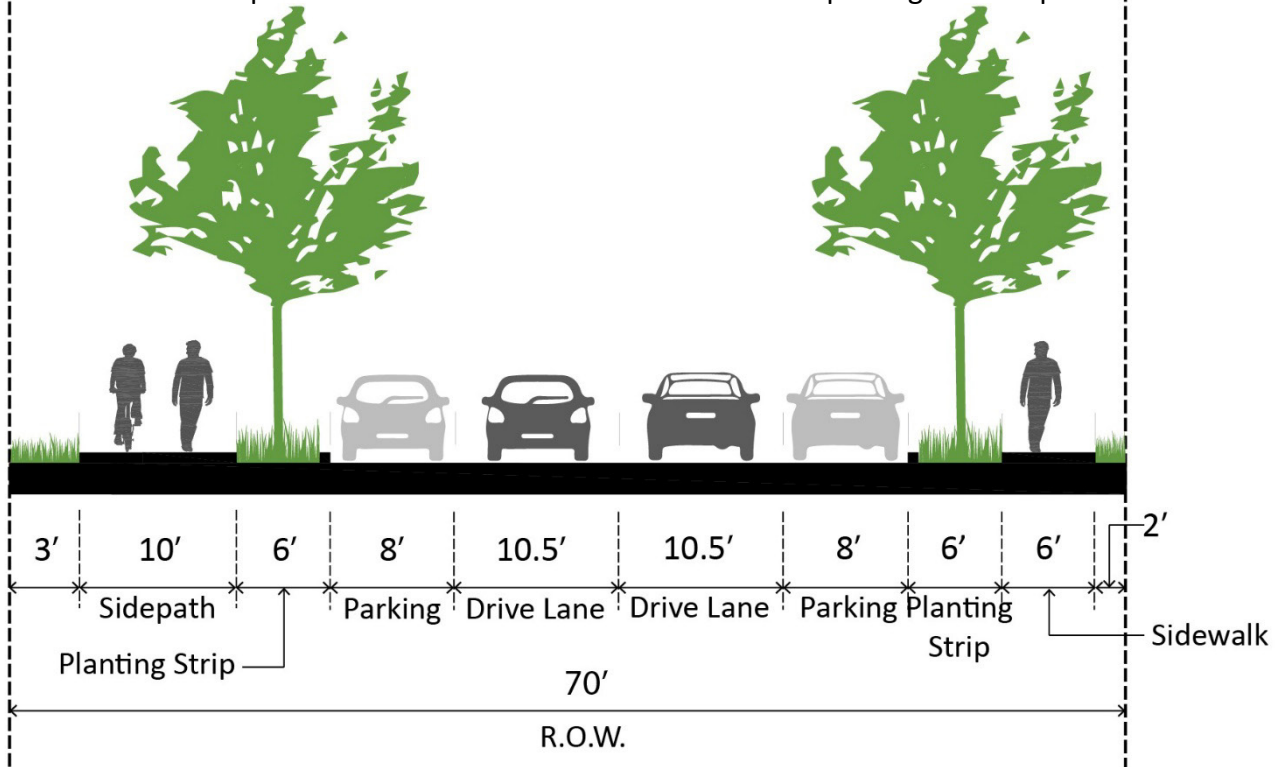 3′ 10′ 6′ 8′ 10.5′ 10.5′ 8′ 6′ 6′ 2′
Sidepath Parking Drive Lane Drive Lane Parking Planting Strip
Planting Strip
Sidewalk
70′
R.O.W.